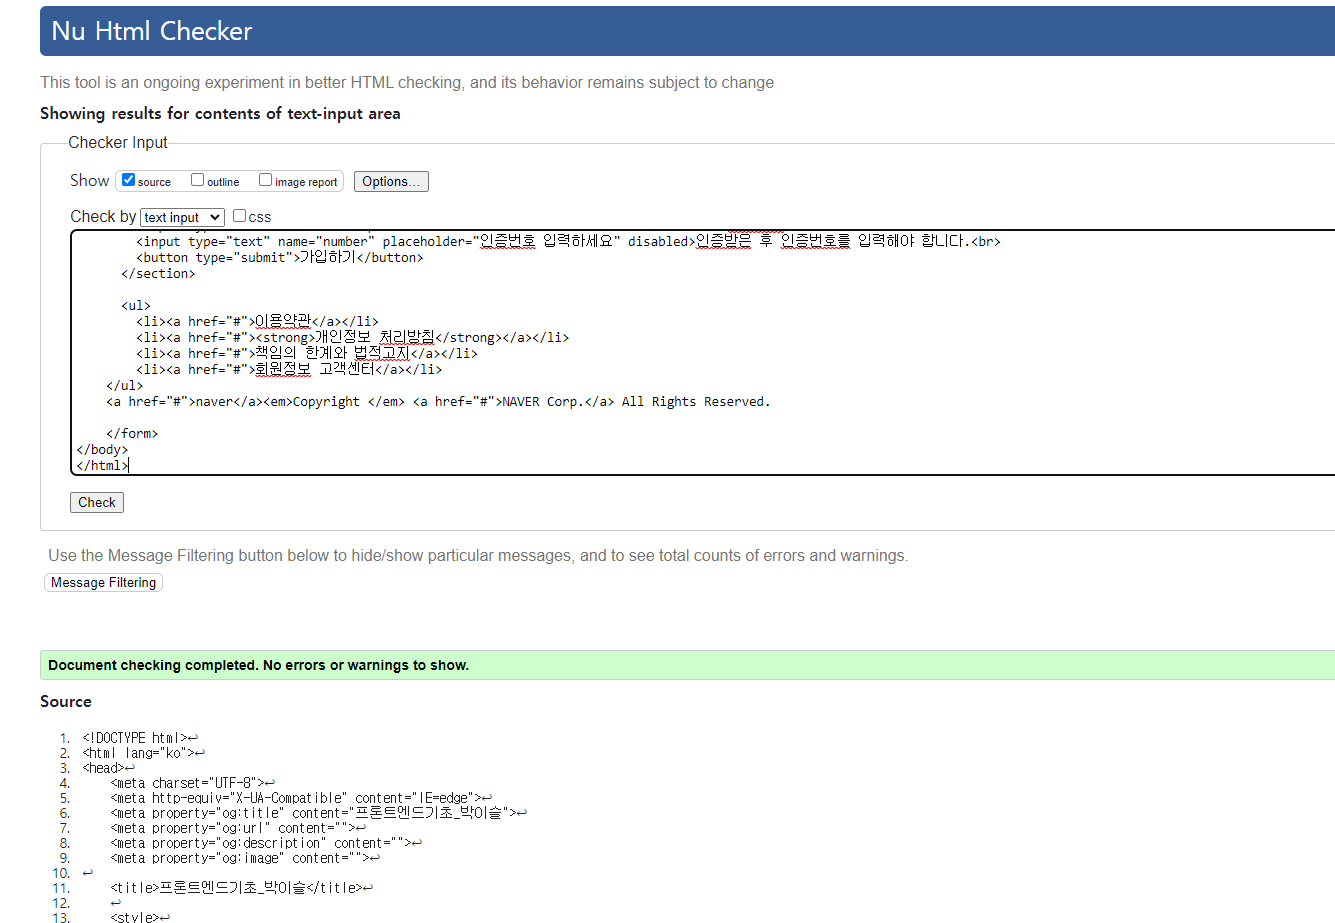 Nu Html Checker
This tool is an ongoing experiment in better HTML checking, and its behavior remains subject to change
Showing results for contents of text-input area
Checker Input
Show source outline image report Options...
Check by text input css
<input type="text" name="number" placeholder="인증번호 입력하세요" disabled>인증받은 후 인증번호를 입력해야 합니다.<br>
<button type="submit">가입하기</button>
</section>
<ul>
<li><a href="#">이용약관</a></li>
<li><a href="#"><strong>개인정보 처리방침</strong></a></li>
<li><a href="#">책임의 한계와 법적고지</a></li>
<li><a href="#">회원정보 고객센터</a></li>
</ul>
<a href="#">naver</a><em>Copyright </em> <a href="#">NAVER Corp.</a> All Rights Reserved.
</form>
</body>
</html>
Check
Use the Message Filtering button below to hide/show particular messages, and to see total counts of errors and warnings.
Message Filtering
Document checking completed. No errors or warnings to show.
Source
1. <!DOCTYPE html>↩
2. <html lang="ko">↩
3. <head>↩
4. <meta charset="UTF-8">↩
5. <meta http-equiv="X-UA-Compatible" content="IE=edge">↩
6. <meta property="og:title" content="프론트엔드기초_박이슬">↩
7. <meta property="og:url" content="">↩
8. <meta property="og:description" content="">↩
9. <meta property="og:image" content="">↩
10. ↩
11. <title>프론트엔드기초_박이슬</title>↩
12. ↩
13. <style>↩